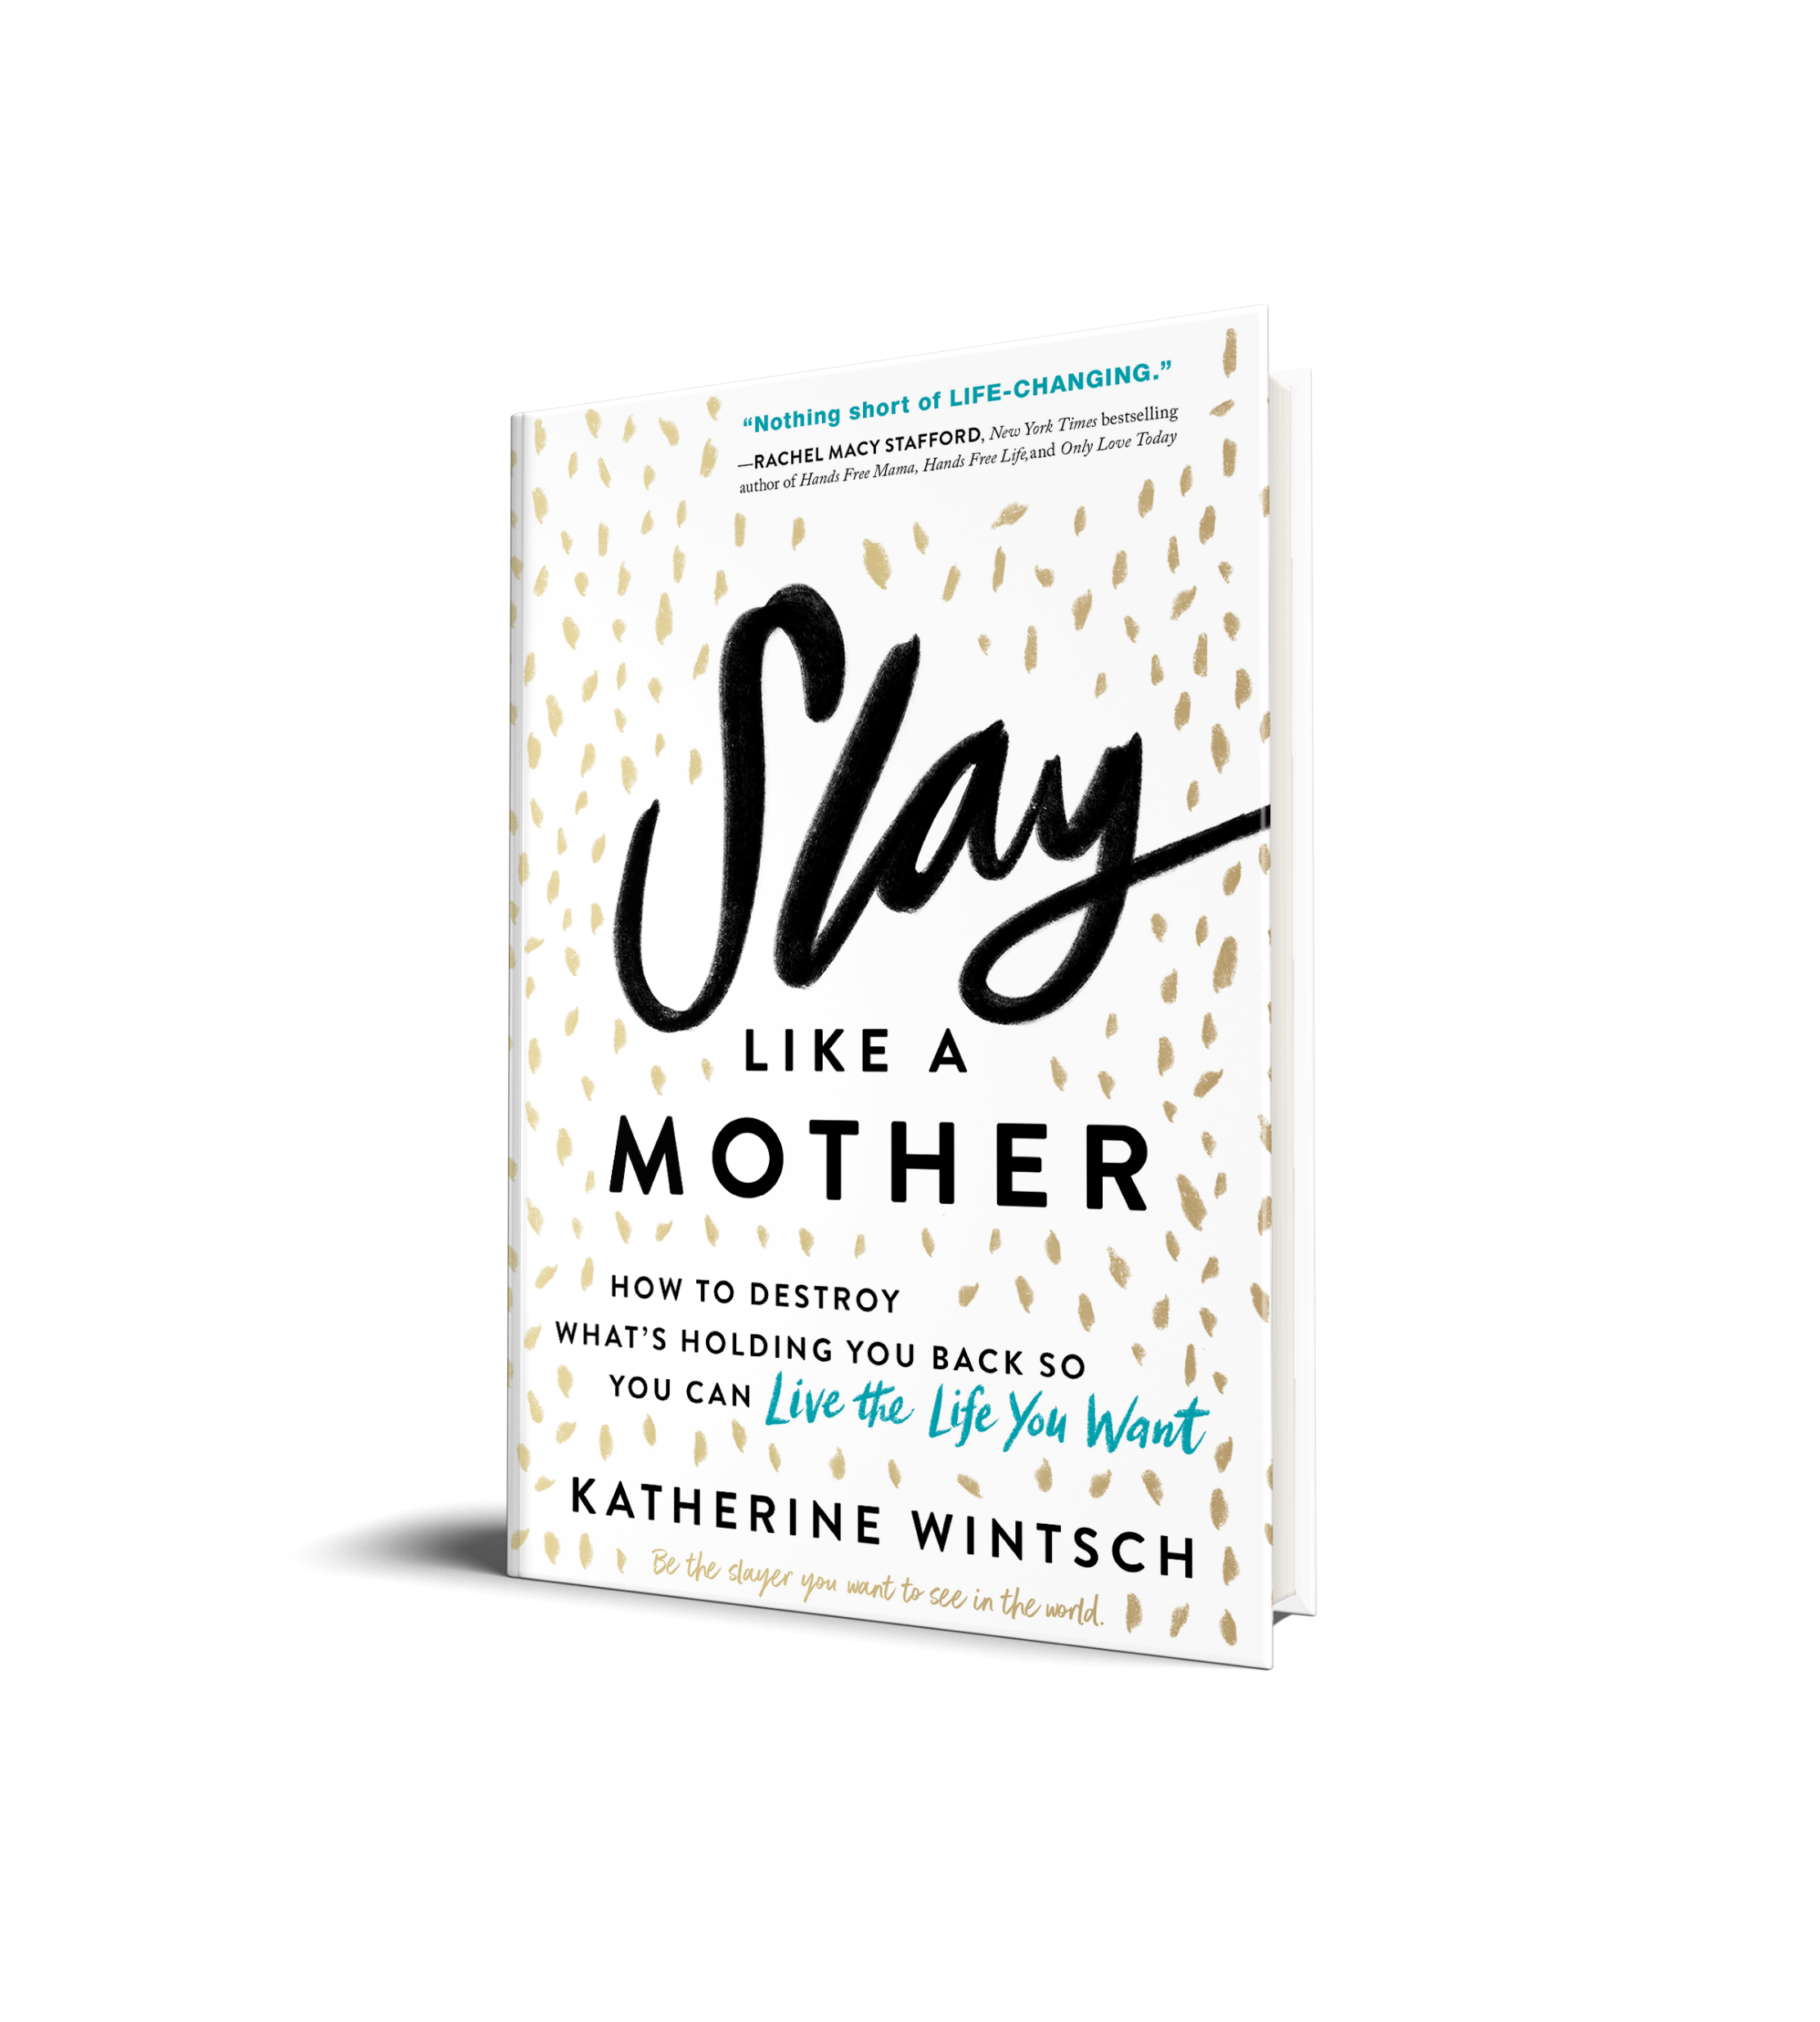 “Nothing short of LIFE-CHANGING.”
—RACHEL MACY STAFFORD, New York Times bestselling
author of Hands Free Mama, Hands Free Life, and Only Love Today
Slay
LIKE A
MOTHER
HOW TO DESTROY
WHAT’S HOLDING YOU BACK SO
YOU CAN Live the Life You Want
KATHERINE WINTSCH
Be the slayer you want to see in the world.